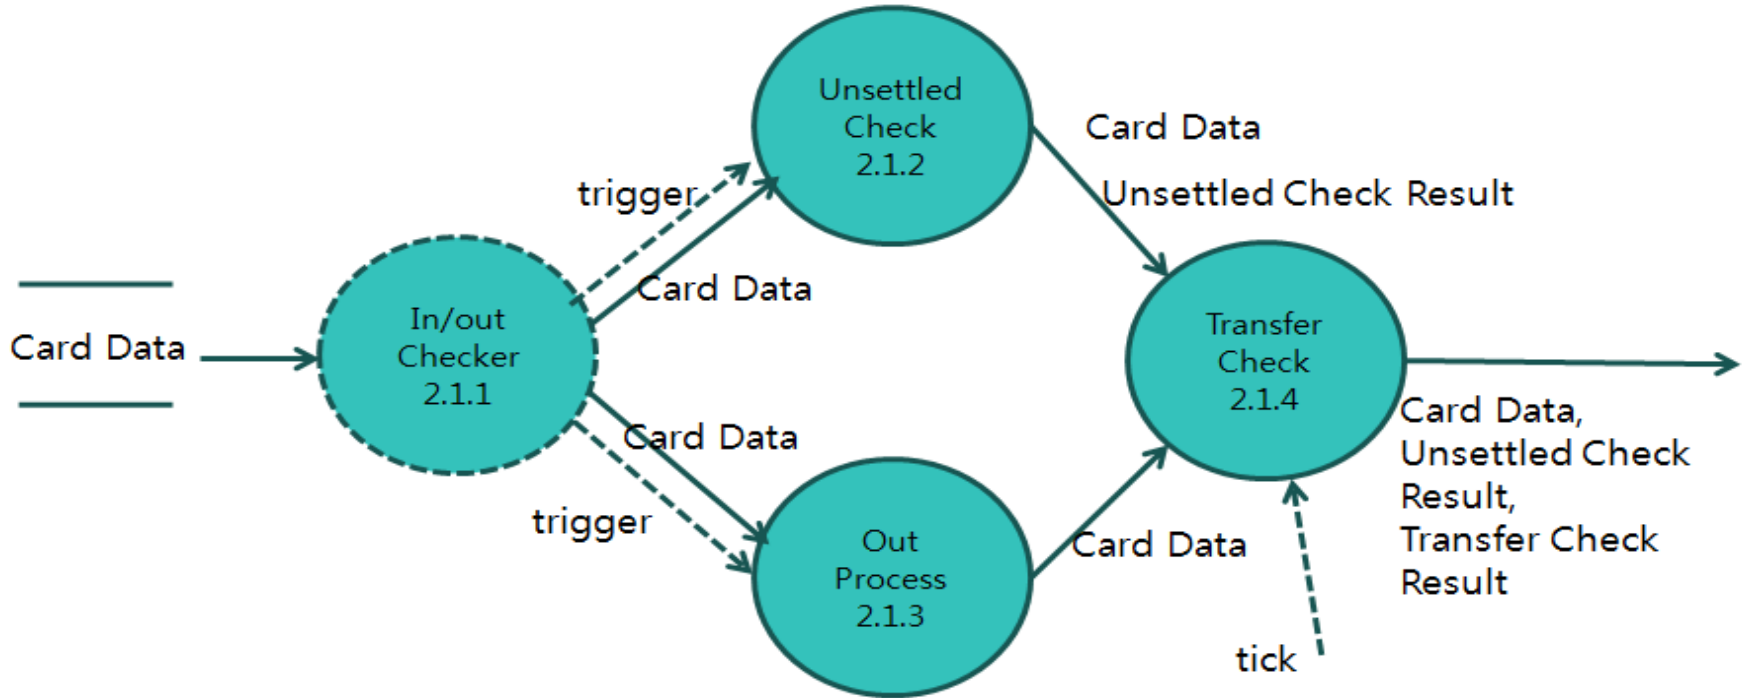 Card Data
In/out
Checker
2.1.1
trigger
Card Data
Card Data
trigger
Unsettled
Check
2.1.2
Out
Process
2.1.3
Card Data
Unsettled Check Result
Card Data
Transfer
Check
2.1.4
tick
Card Data,
Unsettled Check
Result,
Transfer Check
Result